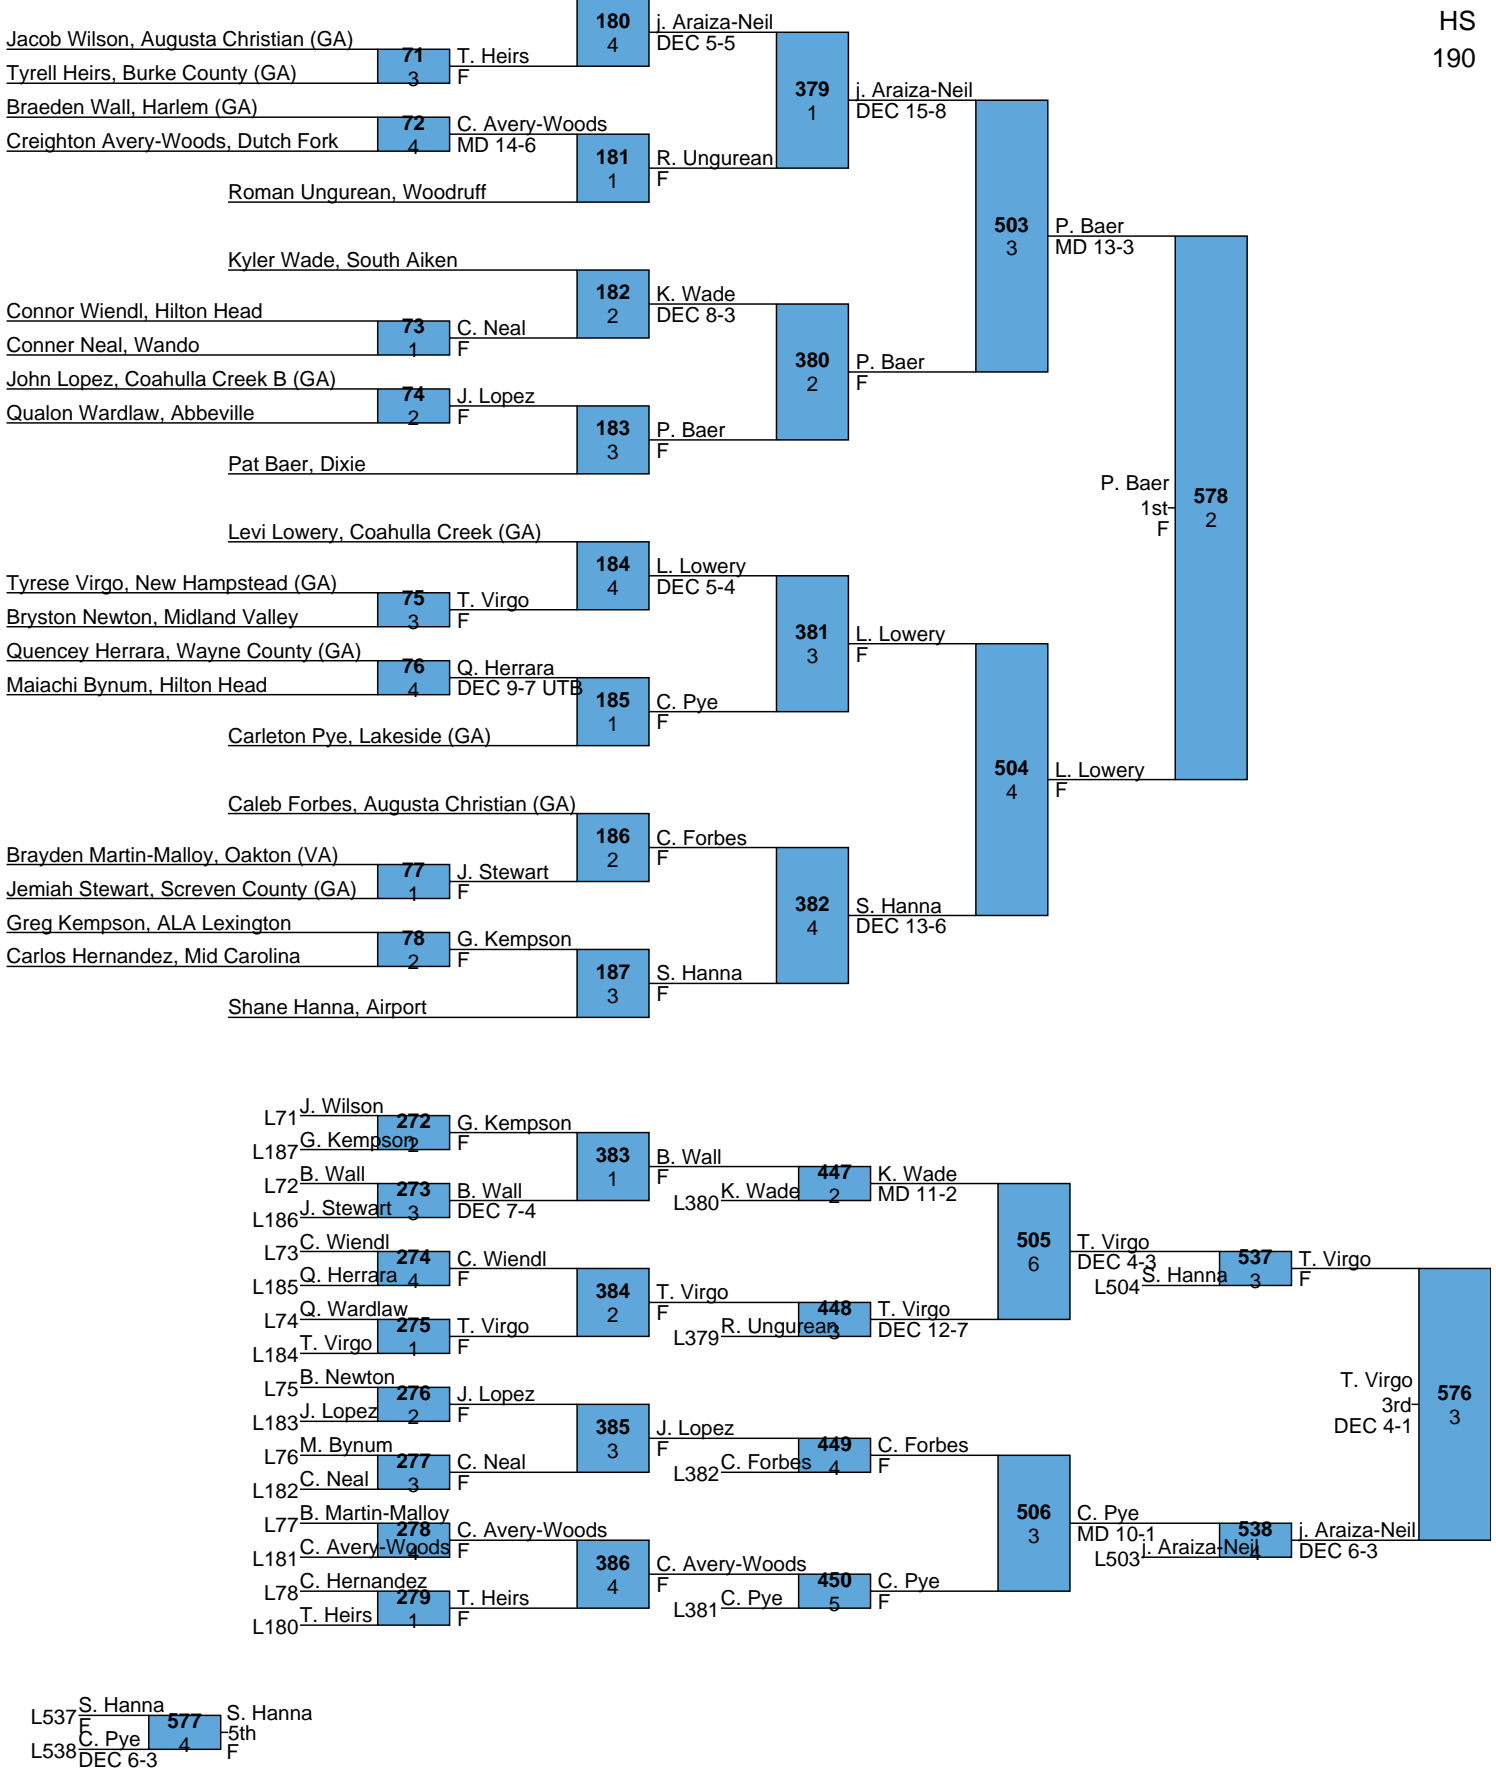 HS
190
180
4
j. Araiza-Neil
DEC 5-5
Jacob Wilson, Augusta Christian (GA)
71
3
T. Heirs
F
Tyrell Heirs, Burke County (GA)
379
1
j. Araiza-Neil
DEC 15-8
Braeden Wall, Harlem (GA)
72
4
C. Avery-Woods
MD 14-6
Creighton Avery-Woods, Dutch Fork
181
1
R. Ungurean
F
Roman Ungurean, Woodruff
503
3
P. Baer
MD 13-3
Kyler Wade, South Aiken
182
2
K. Wade
DEC 8-3
Connor Wiendl, Hilton Head
73
1
C. Neal
F
Conner Neal, Wando
380
2
P. Baer
F
John Lopez, Coahulla Creek B (GA)
74
2
J. Lopez
F
Qualon Wardlaw, Abbeville
183
3
P. Baer
F
Pat Baer, Dixie
P. Baer
1st
F
578
2
Levi Lowery, Coahulla Creek (GA)
184
4
L. Lowery
DEC 5-4
Tyrese Virgo, New Hampstead (GA)
75
3
T. Virgo
F
Bryston Newton, Midland Valley
381
3
L. Lowery
F
Quencey Herrara, Wayne County (GA)
76
4
Q. Herrara
DEC 9-7 UTB
Maiachi Bynum, Hilton Head
185
1
C. Pye
F
Carleton Pye, Lakeside (GA)
504
4
L. Lowery
F
Caleb Forbes, Augusta Christian (GA)
186
2
C. Forbes
F
Brayden Martin-Malloy, Oakton (VA)
77
1
J. Stewart
F
Jemiah Stewart, Screven County (GA)
382
4
S. Hanna
DEC 13-6
Greg Kempson, ALA Lexington
78
2
G. Kempson
F
Carlos Hernandez, Mid Carolina
187
3
S. Hanna
F
Shane Hanna, Airport
L71
J. Wilson
272
2
G. Kempson
F
L187
G. Kempson
383
1
B. Wall
F
L72
B. Wall
273
3
B. Wall
DEC 7-4
L186
J. Stewart
L380
K. Wade
447
2
K. Wade
MD 11-2
L73
C. Wiendl
274
4
C. Wiendl
F
L185
Q. Herrara
384
2
T. Virgo
F
L74
Q. Wardlaw
275
1
T. Virgo
F
L184
T. Virgo
L379
R. Ungurean
448
3
T. Virgo
DEC 12-7
505
6
T. Virgo
DEC 4-3
L504
S. Hanna
537
3
T. Virgo
F
L75
B. Newton
276
2
J. Lopez
F
L183
J. Lopez
385
3
J. Lopez
F
L76
M. Bynum
277
3
C. Neal
F
L182
C. Neal
L382
C. Forbes
449
4
C. Forbes
F
T. Virgo
3rd
DEC 4-1
576
3
L77
B. Martin-Malloy
278
4
C. Avery-Woods
F
L181
C. Avery-Woods
386
4
C. Avery-Woods
F
L78
C. Hernandez
279
1
T. Heirs
F
L180
T. Heirs
L381
C. Pye
450
5
C. Pye
F
506
3
C. Pye
MD 10-1
L503
j. Araiza-Neil
538
4
j. Araiza-Neil
DEC 6-3
L537
S. Hanna
F
577
4
S. Hanna
5th
F
L538
C. Pye
DEC 6-3